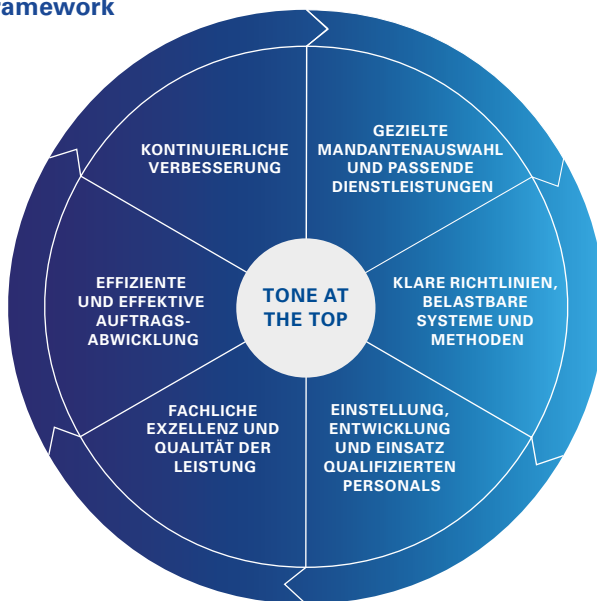 ramework
GEZIELTE
MANDANTENAUSWAHL
UND PASSENDE
DIENSTLEISTUNGEN
KLARE RICHTLINIEN,
BELASTBARE
SYSTEME UND
METHODEN
EINSTELLUNG,
ENTWICKLUNG
UND EINSATZ
QUALIFIZIERTEN
PERSONALS
FACHLICHE
EXZELLENZ UND
QUALITÄT DER
LEISTUNG
EFFIZIENTE
UND EFFEKTIVE
AUFTRAGS-
ABWICKLUNG
KONTINUIERLICHE
VERBESSERUNG
TONE AT
THE TOP